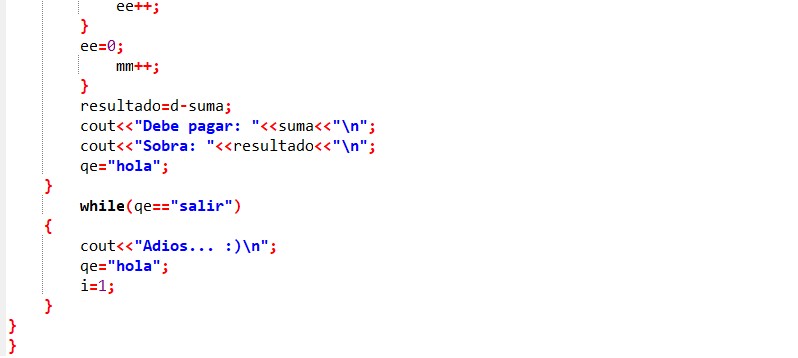 ee++;
}
ee=0;
mm++;
}
resultado=d-suma;
cout<<"Debe pagar: "<<suma<<"\n";
cout<<"Sobra: "<<resultado<<"\n";
qe="hola";
}
while(qe=="salir")
{
cout<<"Adios... :)\n";
qe="hola";
i=1;
}
}
}